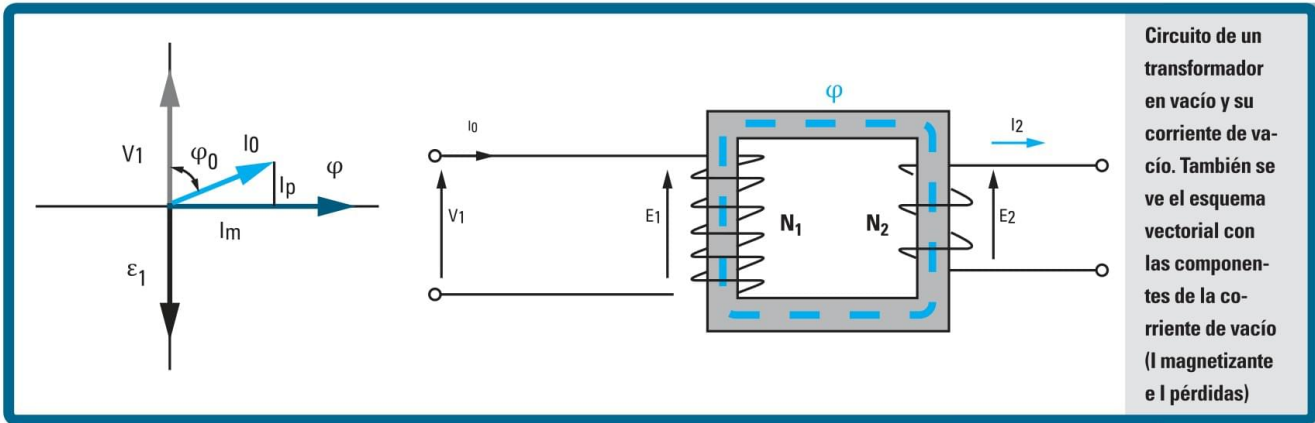 V1
φ0
I0
φ
Ip
Im
ε1
I0
V1
E1
φ
N1
N2
I2
E2
Circuito de un
transformador
en vacío y su
corriente de va-
cío. También se
ve el esquema
vectorial con
las componen-
tes de la co-
rriente de vacío
(I magnetizante
e I pérdidas)